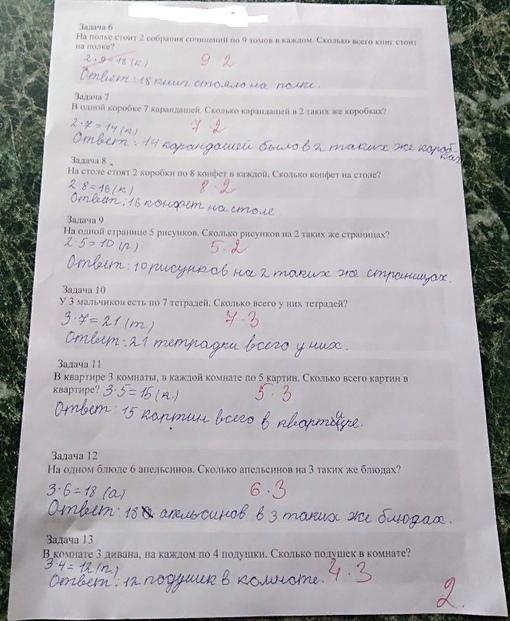 Задача 6
На полке стоит 2 собрания сочинений по 9 томов в каждом. Сколько всего книг стоит
на полке?
2·9=18 (к) 9 2
Ответ: 18 книг стояло на полке.
Задача 7
В одной коробке 7 карандашей. Сколько карандашей в 2 таких же коробках?
2·7=14 (к) 7·2
Ответ: 14 карандашей было в 2 таких же коробках
Задача 8
На столе стоят 2 коробки по 8 конфет в каждой. Сколько конфет на столе?
2·8=16 (к) 8·2
Ответ: 16 конфет на столе
Задача 9
На одной странице 5 рисунков. Сколько рисунков на 2 таких же страницах?
2·5=10 (р) 5·2
Ответ: 10 рисунков на 2 таких же страницах.
Задача 10
У 3 мальчиков есть по 7 тетрадей. Сколько всего у них тетрадей?
3·7=21 (т) 7·3
Ответ: 21 тетрадки всего у них.
Задача 11
В квартире 3 комнаты, в каждой комнате по 5 картин. Сколько всего картин в
квартире? 3·5=15 (к) 5·3
Ответ: 15 картин всего в квартире.
Задача 12
На одном блюде 6 апельсинов. Сколько апельсинов на 3 таких же блюдах?
3·6=18 (а) 6·3
Ответ: 18 апельсинов в 3 таких же блюдах.
Задача 13
В комнате 3 дивана, на каждом по 4 подушки. Сколько подушек в комнате?
3·4=12 (п) 4·3
Ответ: 12 подушек в комнате.
2.